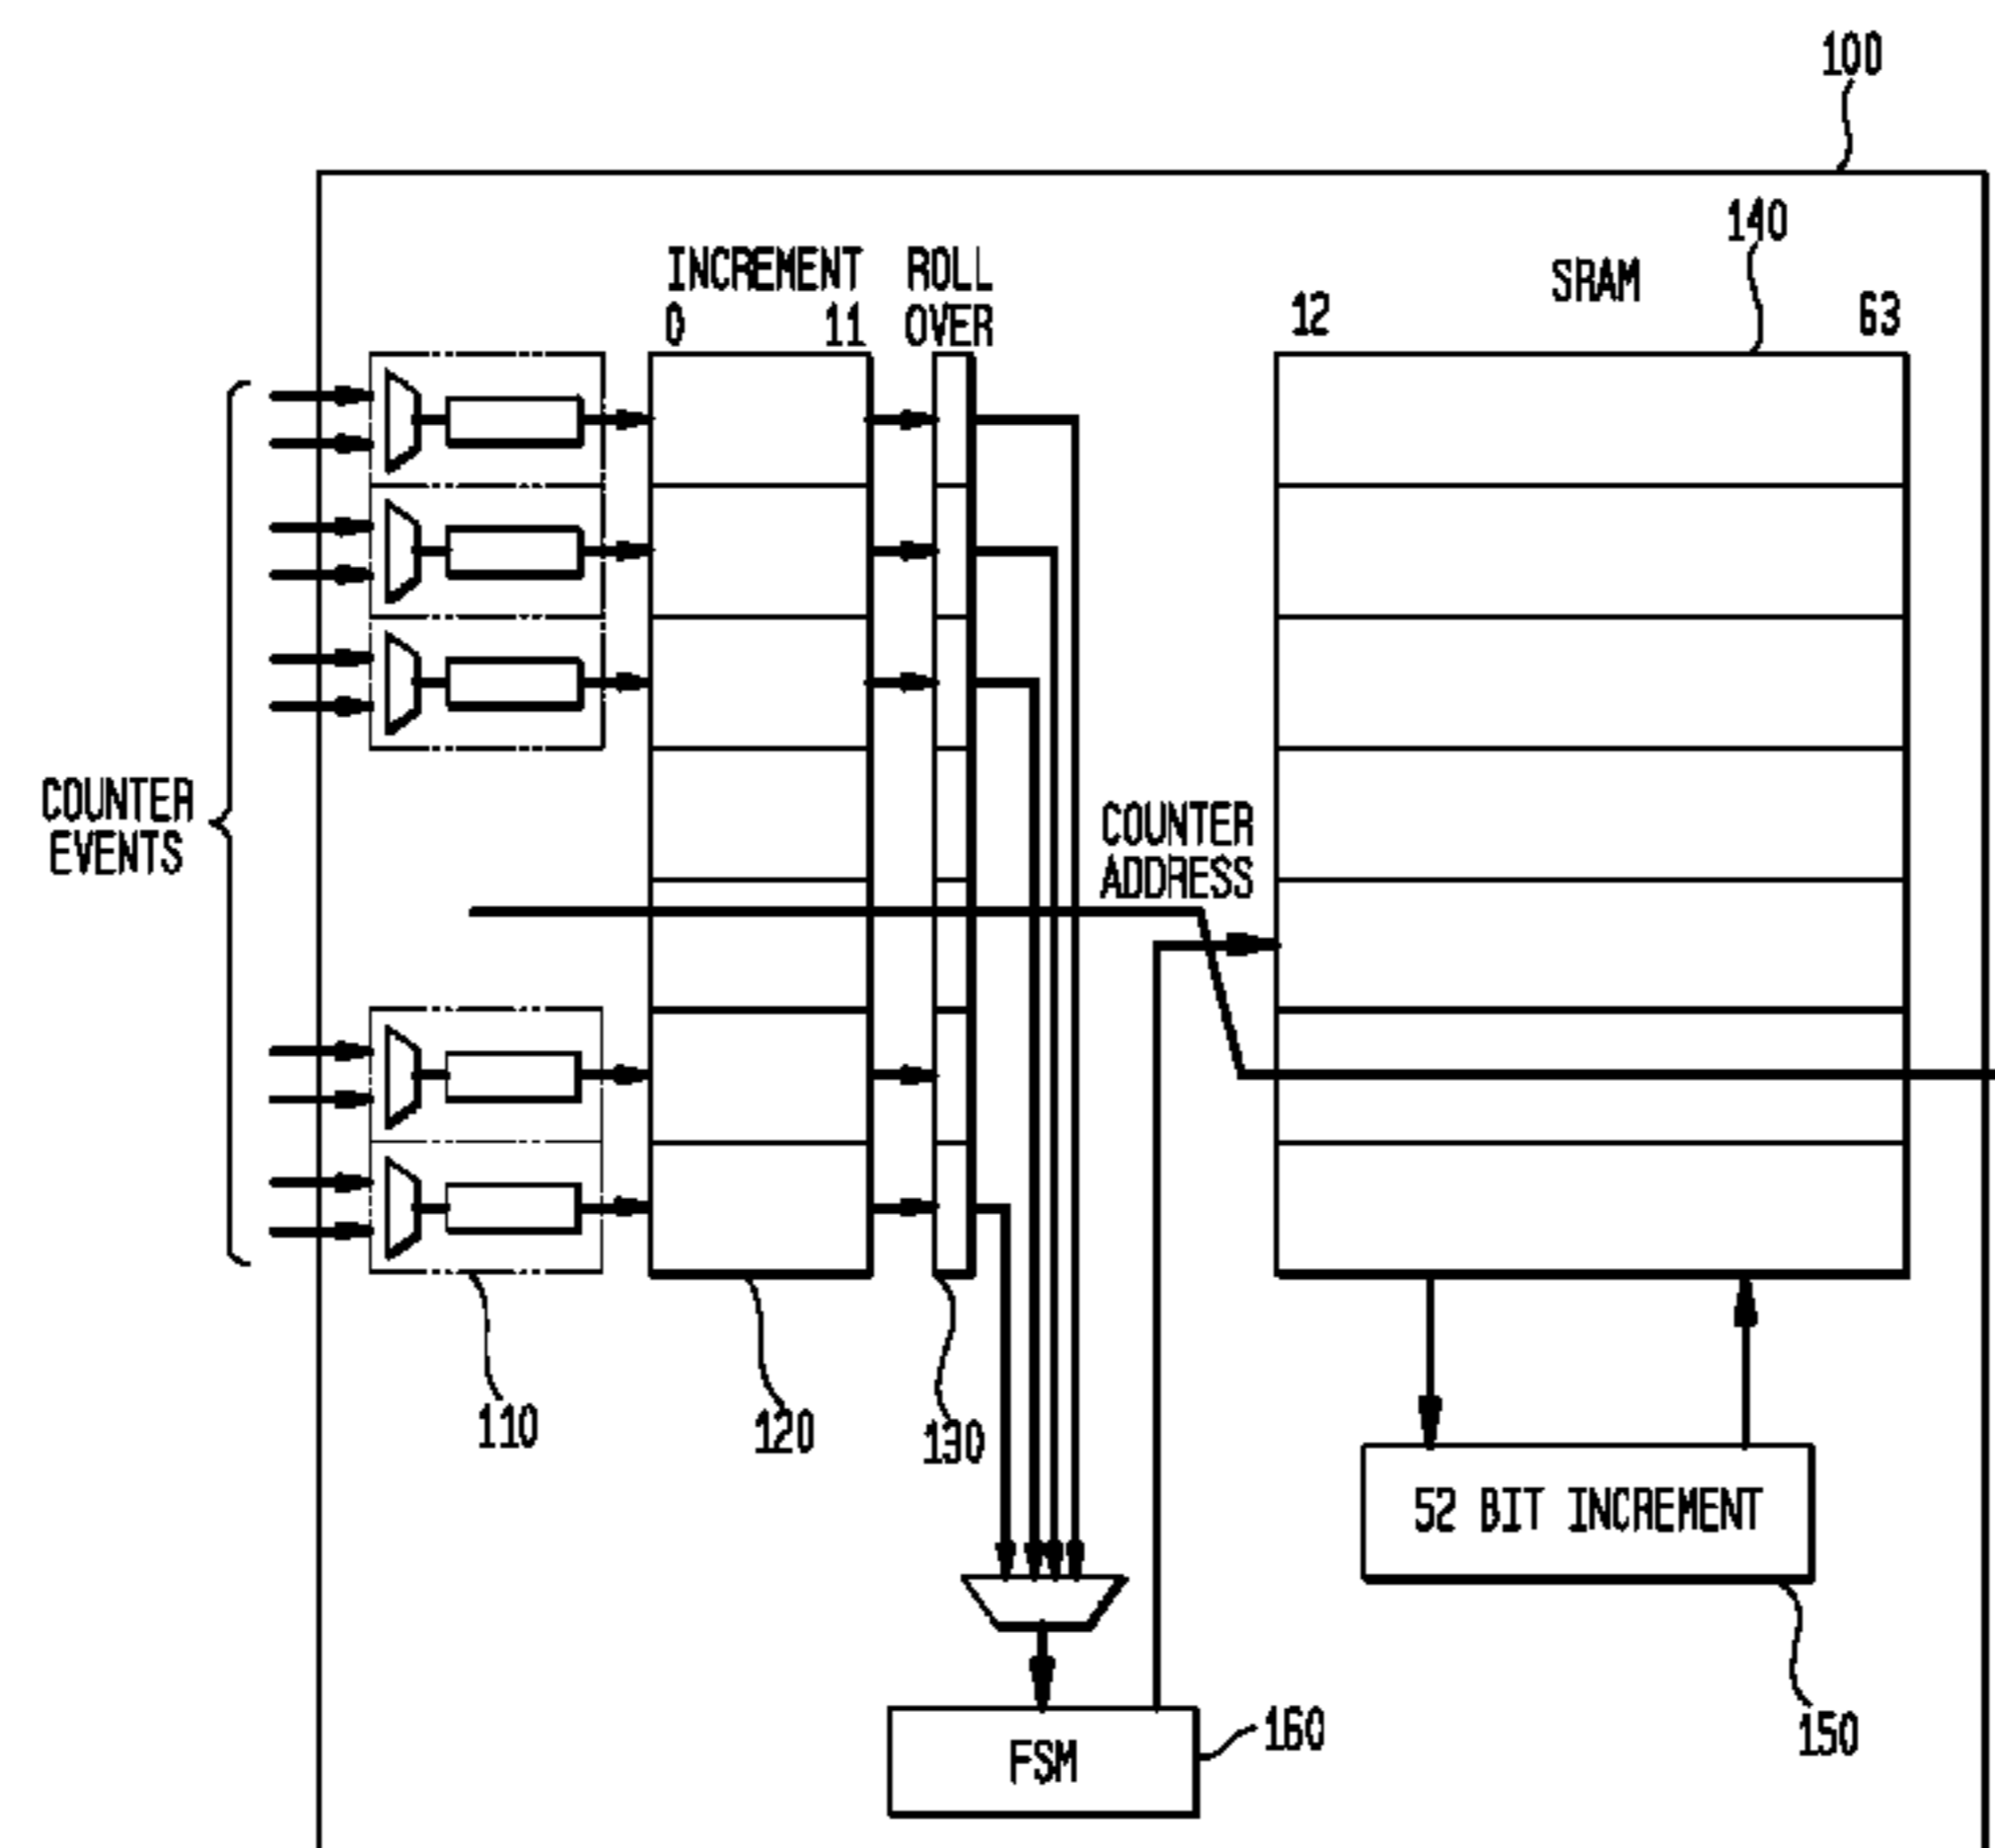 100
140
INCREMENT ROLL
0 11 OVER
SRAM
12 63
COUNTER
EVENTS
COUNTER
ADDRESS
110
120
130
52 BIT INCREMENT
150
FSM
160